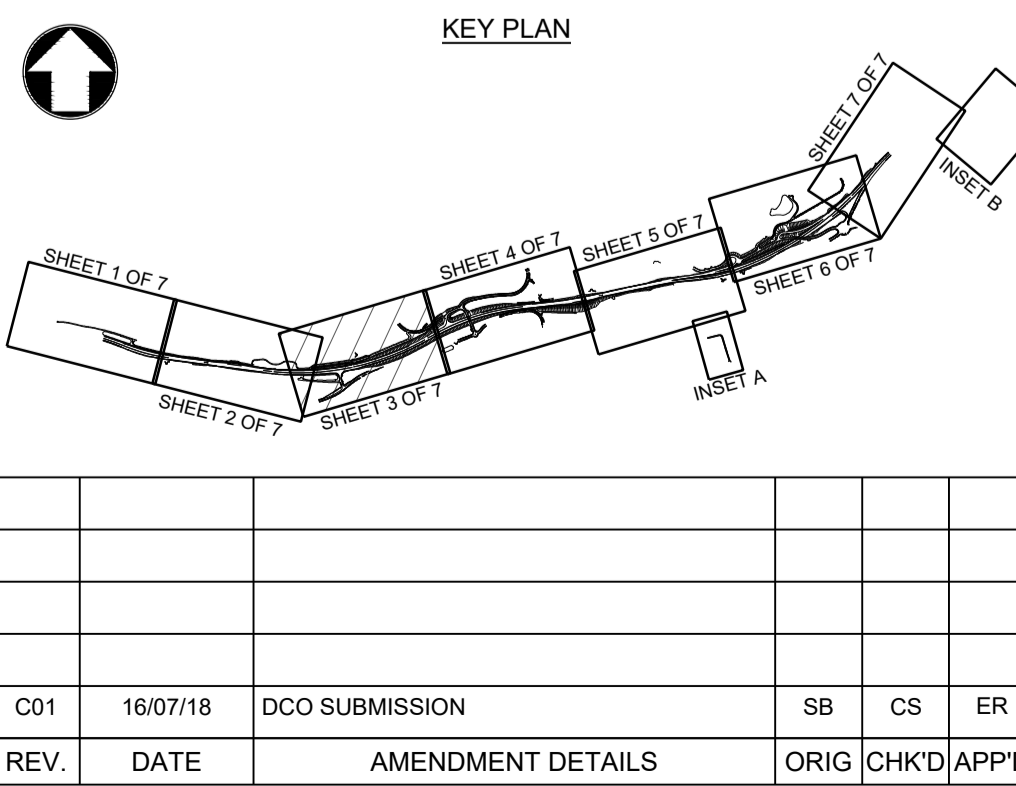 KEY PLAN
SHEET 1 OF 7
SHEET 2 OF 7
SHEET 3 OF 7
SHEET 4 OF 7
SHEET 5 OF 7
SHEET 6 OF 7
SHEET 7 OF 7
INSET A
INSET B
C01 16/07/18 DCO SUBMISSION SB CS ER
REV. DATE AMENDMENT DETAILS ORIG CHK'D